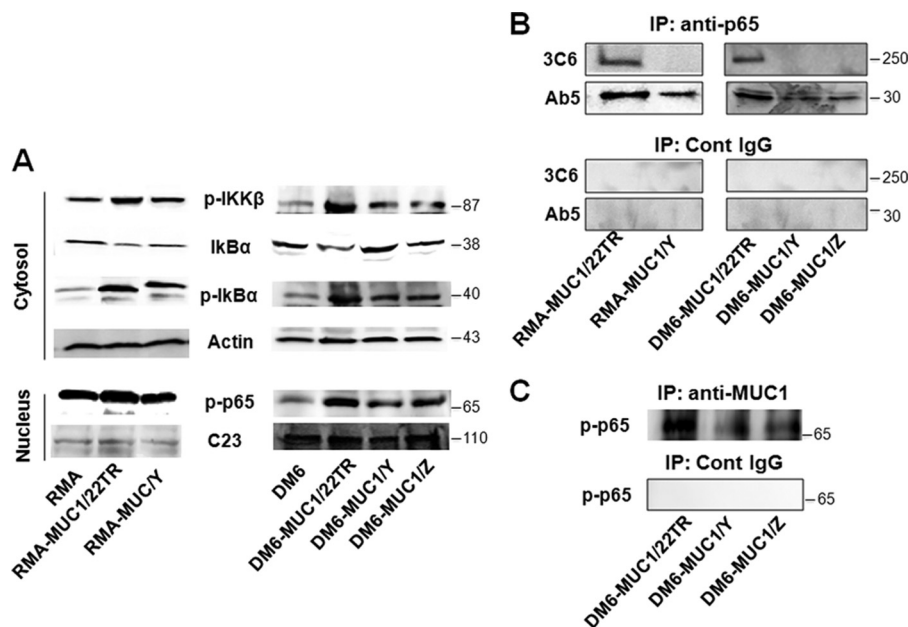 A
Cytosol
p-IKKβ
87
IkBα
38
p-IkBα
40
Actin
43
Nucleus
p-p65
65
C23
110
RMA
RMA-MUC1/22TR
RMA-MUC/Y
DM6
DM6-MUC1/22TR
DM6-MUC1/Y
DM6-MUC1/Z
B
IP: anti-p65
3C6
250
Ab5
30
IP: Cont IgG
3C6
250
Ab5
30
RMA-MUC1/22TR
RMA-MUC1/Y
DM6-MUC1/22TR
DM6-MUC1/Y
DM6-MUC1/Z
C
IP: anti-MUC1
p-p65
65
IP: Cont IgG
p-p65
65
DM6-MUC1/22TR
DM6-MUC1/Y
DM6-MUC1/Z